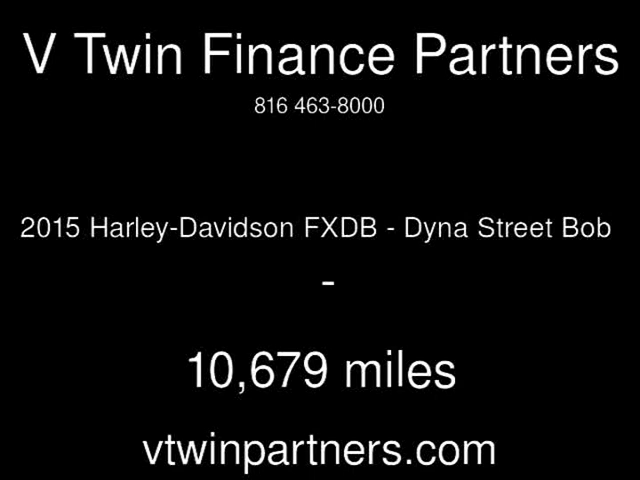 V Twin Finance Partners
816 463-8000
2015 Harley-Davidson FXDB - Dyna Street Bob
-
10,679 miles
vtwinpartners.com